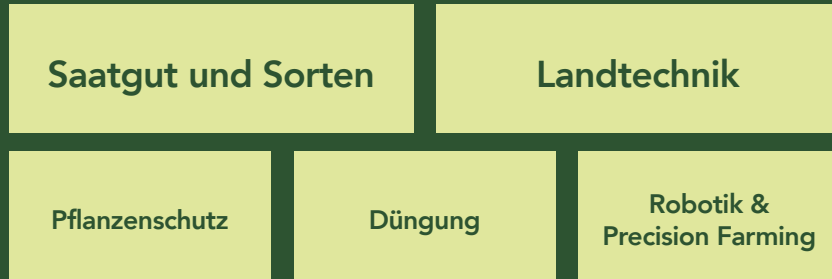 Saatgut und Sorten
Landtechnik
Pflanzenschutz
Düngung
Robotik &
Precision Farming